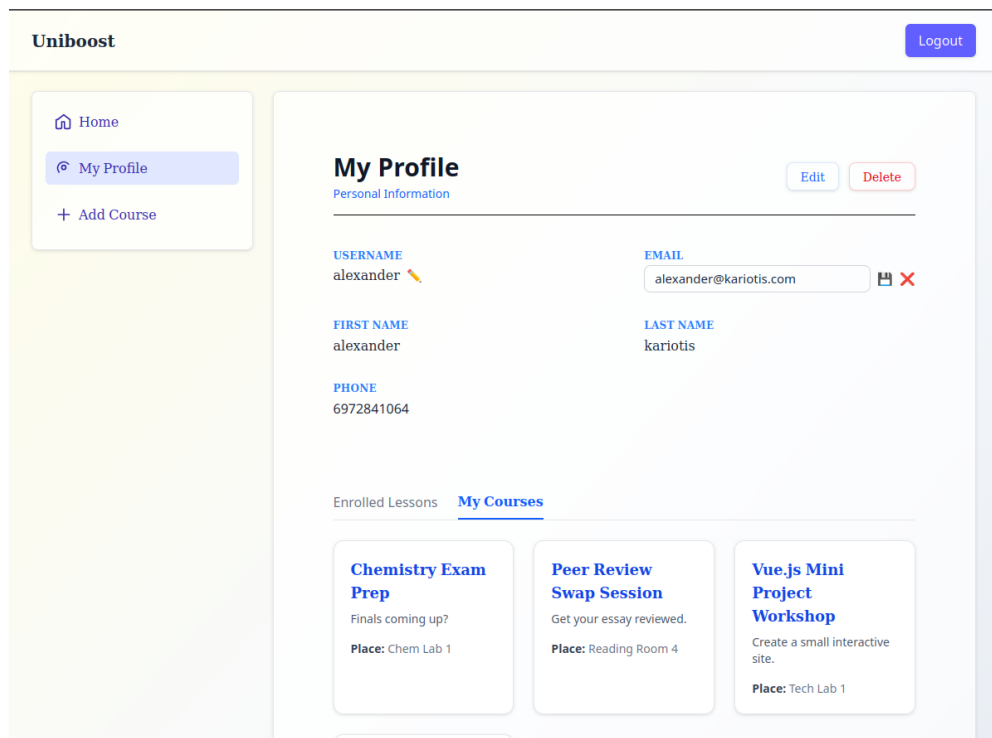 Uniboost
Logout
Home
My Profile
Add Course
My Profile
Personal Information
Edit
Delete
USERNAME
alexander
EMAIL
alexander@kariotis.com
FIRST NAME
alexander
LAST NAME
kariotis
PHONE
6972841064
Enrolled Lessons
My Courses
Chemistry Exam
Prep
Finals coming up?
Place: Chem Lab 1
Peer Review
Swap Session
Get your essay reviewed.
Place: Reading Room 4
Vue.js Mini
Project
Workshop
Create a small interactive
site.
Place: Tech Lab 1